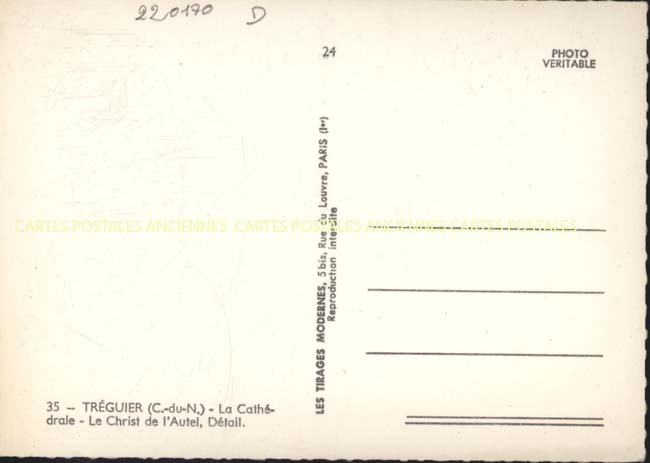 220170 D
24
PHOTO
VERITABLE
LES TIRAGES MODERNES, 5 bis, Rue du Louvre, PARIS (Ier)
Reproduction interdite
CARTES POSTALES ANCIENNES CARTES POSTALES ANCIENNES CARTES POSTALES
35 — TRÉGUIER (C.-du-N.) - La Cathé-
drale - Le Christ de l'Autel, Détail.